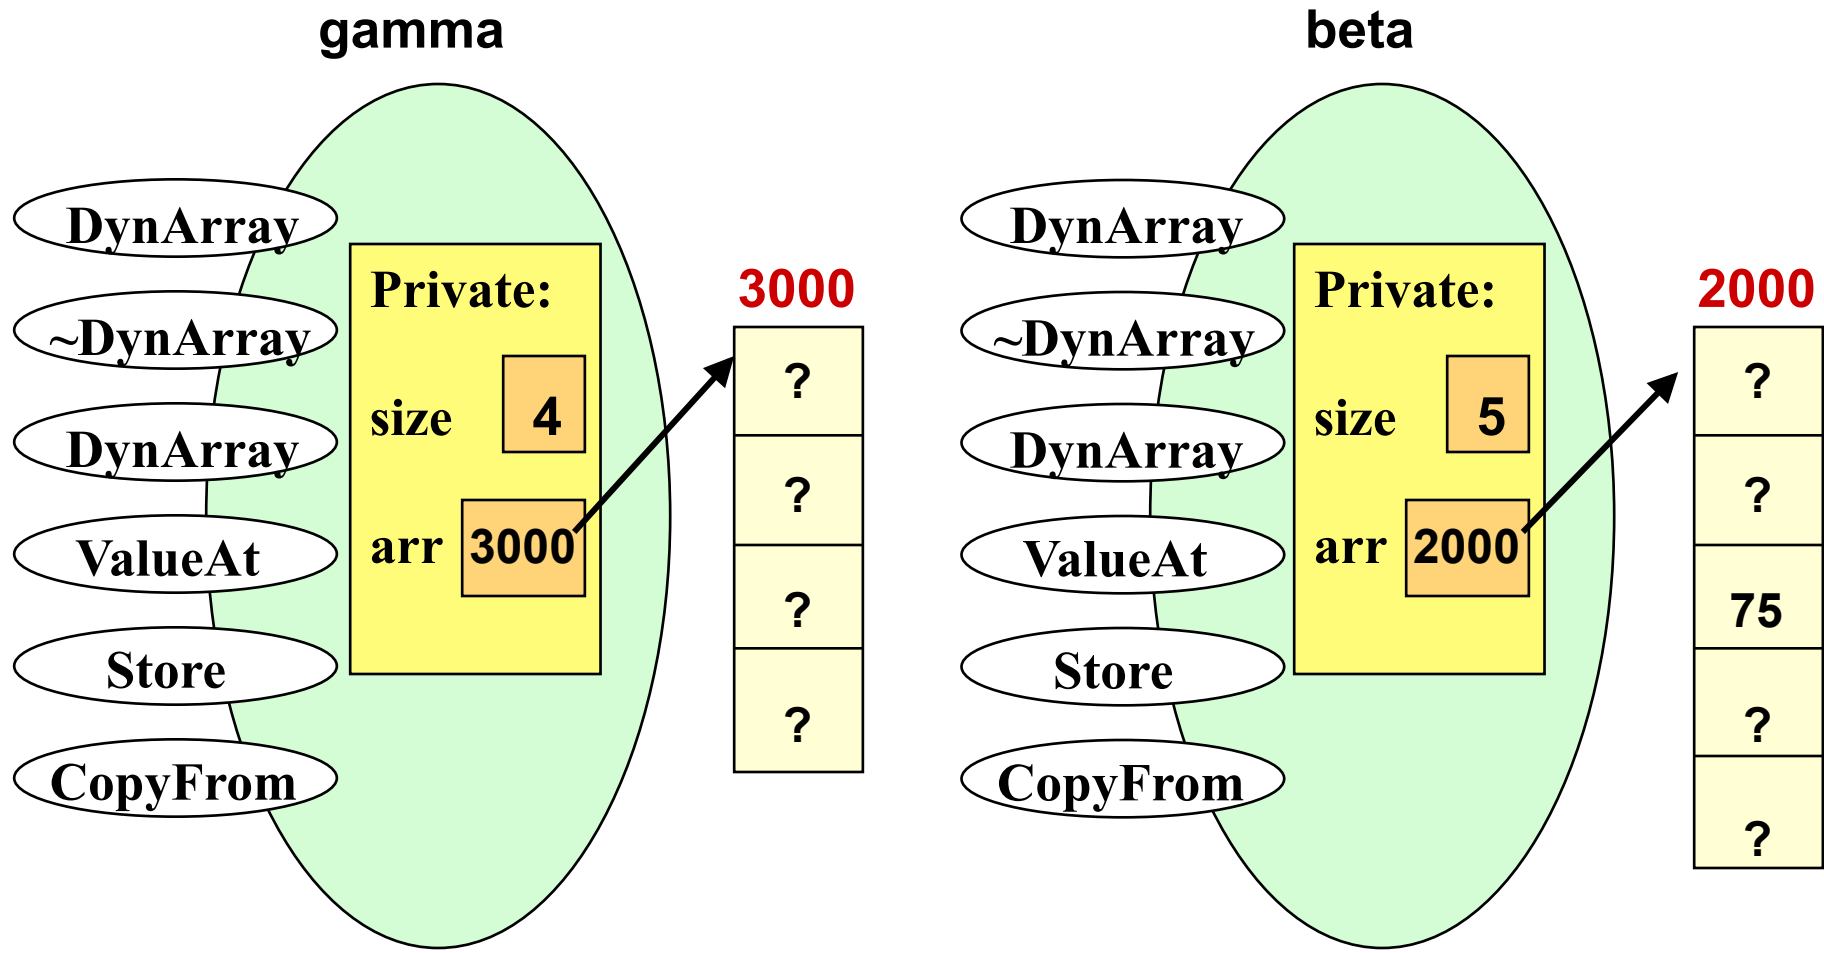 gamma
DynArray
~DynArray
DynArray
ValueAt
Store
CopyFrom
Private:
size 4
arr 3000
3000
?
?
?
?
beta
DynArray
~DynArray
DynArray
ValueAt
Store
CopyFrom
Private:
size 5
arr 2000
2000
?
?
75
?
?